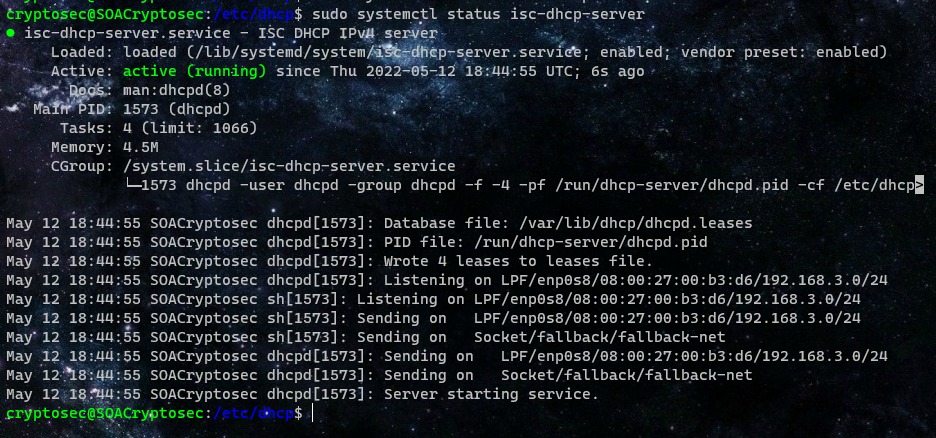 cryptosec@SOACryptosec:/etc/dhcp$ sudo systemctl status isc-dhcp-server
● isc-dhcp-server.service - ISC DHCP IPv4 server
Loaded: loaded (/lib/systemd/system/isc-dhcp-server.service; enabled; vendor preset: enabled)
Active: active (running) since Thu 2022-05-12 18:44:55 UTC; 6s ago
Docs: man:dhcpd(8)
Main PID: 1573 (dhcpd)
Tasks: 4 (limit: 1066)
Memory: 4.5M
CGroup: /system.slice/isc-dhcp-server.service
└─1573 dhcpd -user dhcpd -group dhcpd -f -4 -pf /run/dhcp-server/dhcpd.pid -cf /etc/dhcp>
May 12 18:44:55 SOACryptosec dhcpd[1573]: Database file: /var/lib/dhcp/dhcpd.leases
May 12 18:44:55 SOACryptosec dhcpd[1573]: PID file: /run/dhcp-server/dhcpd.pid
May 12 18:44:55 SOACryptosec dhcpd[1573]: Wrote 4 leases to leases file.
May 12 18:44:55 SOACryptosec dhcpd[1573]: Listening on LPF/enp0s8/08:00:27:00:b3:d6/192.168.3.0/24
May 12 18:44:55 SOACryptosec sh[1573]: Listening on LPF/enp0s8/08:00:27:00:b3:d6/192.168.3.0/24
May 12 18:44:55 SOACryptosec sh[1573]: Sending on   LPF/enp0s8/08:00:27:00:b3:d6/192.168.3.0/24
May 12 18:44:55 SOACryptosec sh[1573]: Sending on   Socket/fallback/fallback-net
May 12 18:44:55 SOACryptosec dhcpd[1573]: Sending on   LPF/enp0s8/08:00:27:00:b3:d6/192.168.3.0/24
May 12 18:44:55 SOACryptosec dhcpd[1573]: Sending on   Socket/fallback/fallback-net
May 12 18:44:55 SOACryptosec dhcpd[1573]: Server starting service.
cryptosec@SOACryptosec:/etc/dhcp$